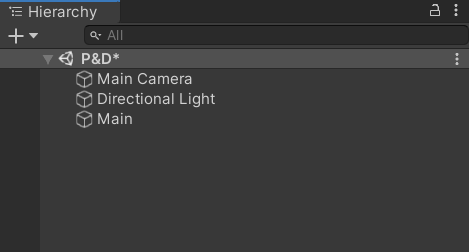 Hierarchy
All
P&D*
Main Camera
Directional Light
Main